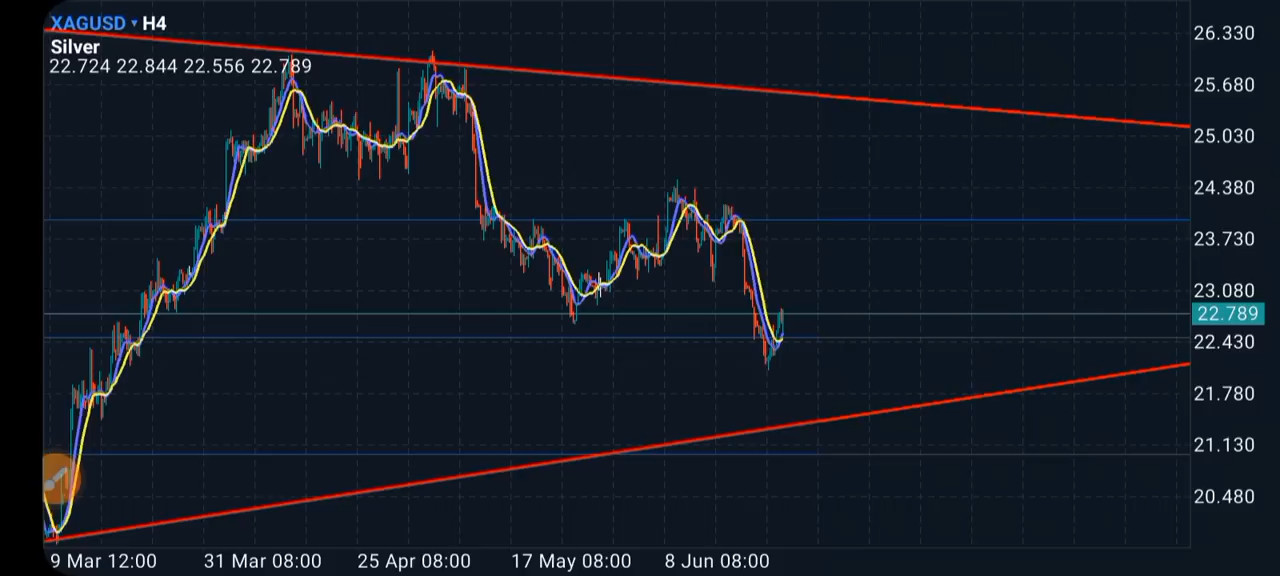 XAGUSD ▾ H4
Silver
22.724 22.844 22.556 22.789
26.330
25.680
25.030
24.380
23.730
23.080
22.789
22.430
21.780
21.130
20.480
9 Mar 12:00 31 Mar 08:00 25 Apr 08:00 17 May 08:00 8 Jun 08:00